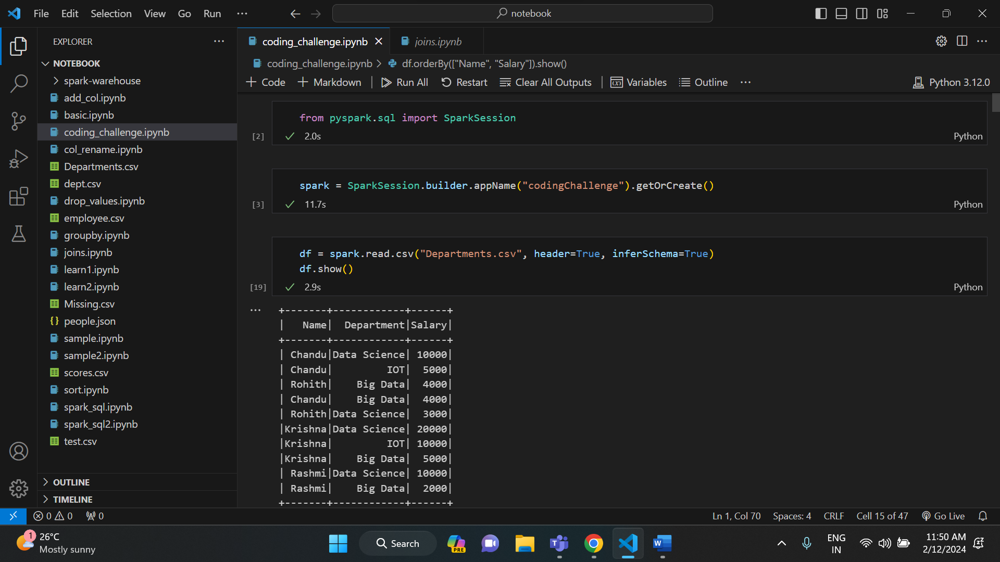 File Edit Selection View Go Run ··· notebook
EXPLORER ···
NOTEBOOK
spark-warehouse
add_col.ipynb
basic.ipynb
coding_challenge.ipynb
col_rename.ipynb
Departments.csv
dept.csv
drop_values.ipynb
employee.csv
groupby.ipynb
joins.ipynb
learn1.ipynb
learn2.ipynb
Missing.csv
{} people.json
sample.ipynb
sample2.ipynb
scores.csv
sort.ipynb
spark_sql.ipynb
spark_sql2.ipynb
test.csv
OUTLINE
TIMELINE
coding_challenge.ipynb joins.ipynb ···
coding_challenge.ipynb > df.orderBy(["Name", "Salary"]).show()
+ Code + Markdown | Run All Restart Clear All Outputs | Variables Outline ··· Python 3.12.0
from pyspark.sql import SparkSession
[2] 2.0s Python
spark = SparkSession.builder.appName("codingChallenge").getOrCreate()
[3] 11.7s Python
df = spark.read.csv("Departments.csv", header=True, inferSchema=True)
df.show()
[19] 2.9s Python
··· +-------+------------+------+
|   Name|  Department|Salary|
+-------+------------+------+
| Chandu|Data Science| 10000|
| Chandu|         IOT|  5000|
| Rohith|    Big Data|  4000|
| Chandu|    Big Data|  4000|
| Rohith|Data Science|  3000|
|Krishna|Data Science| 20000|
|Krishna|         IOT| 10000|
|Krishna|    Big Data|  5000|
| Rashmi|Data Science| 10000|
| Rashmi|    Big Data|  2000|
+-------+------------+------+
0 0 0 Ln 1, Col 70 Spaces: 4 CRLF Cell 15 of 47 Go Live
1 26°C
Mostly sunny
Search
PRE
T
W
ENG
IN
11:50 AM
2/12/2024